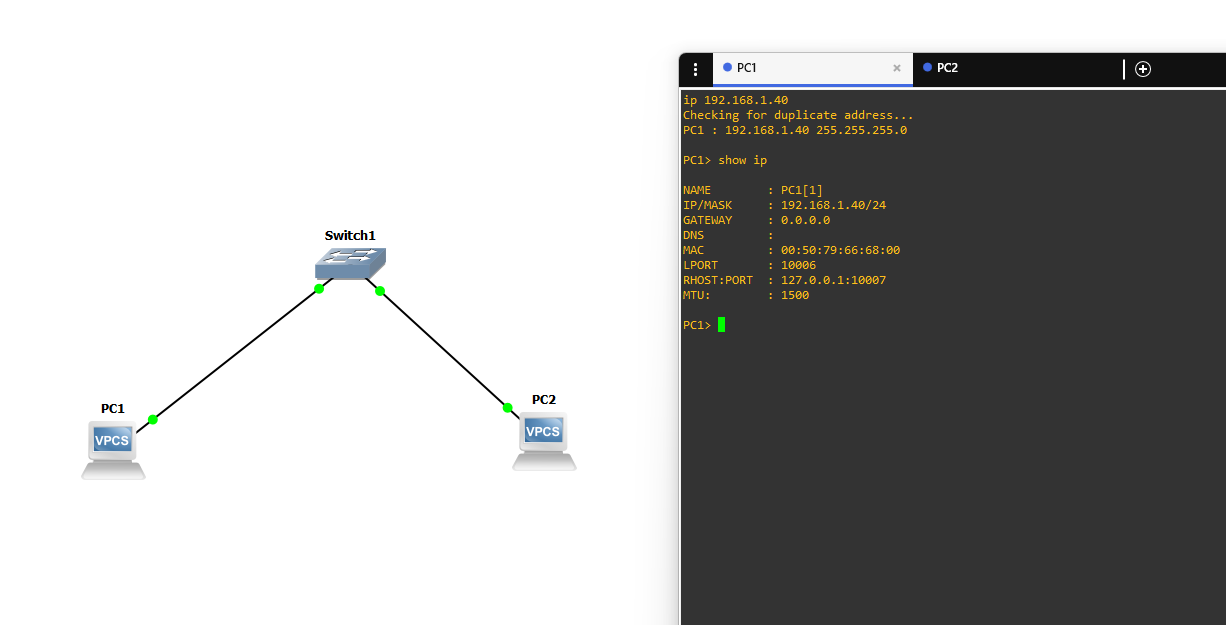 Switch1
PC1
VPCS
PC2
VPCS
PC1 × PC2
ip 192.168.1.40
Checking for duplicate address...
PC1 : 192.168.1.40 255.255.255.0
PC1> show ip
NAME        : PC1[1]
IP/MASK     : 192.168.1.40/24
GATEWAY     : 0.0.0.0
DNS         :
MAC         : 00:50:79:66:68:00
LPORT       : 10006
RHOST:PORT  : 127.0.0.1:10007
MTU:        : 1500
PC1>